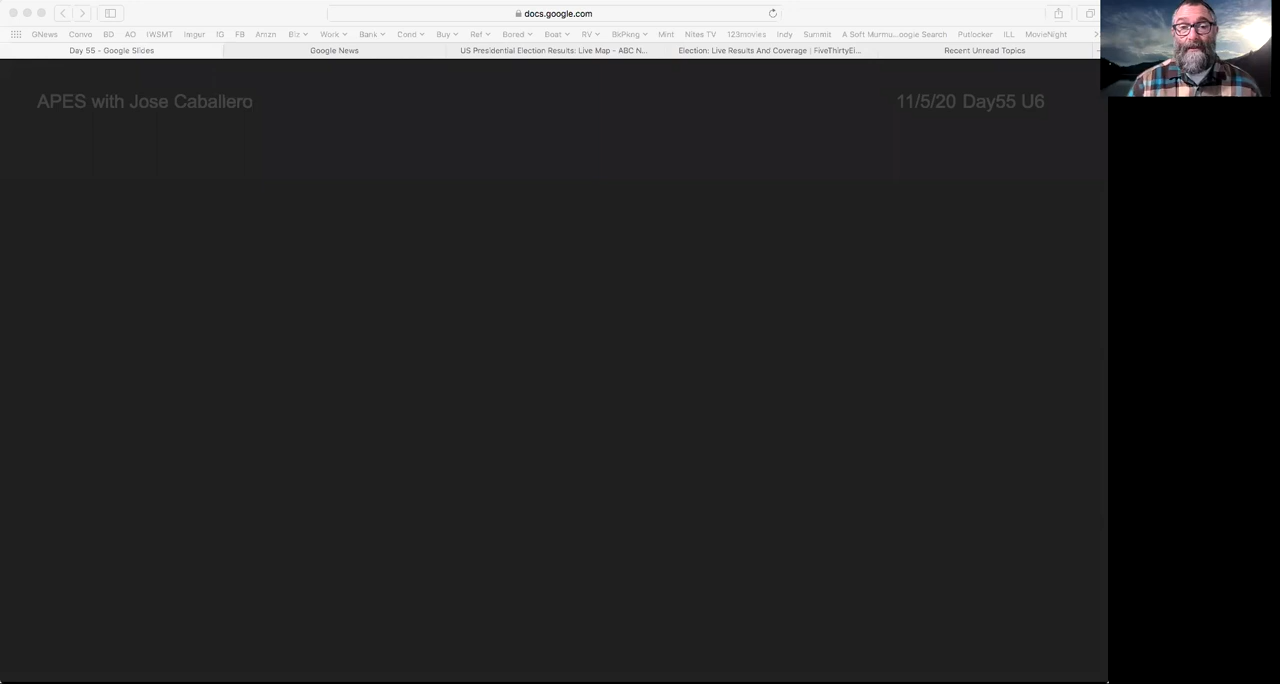 docs.google.com
GNews Convo BD AO IWSMT Imgur IG FB Amzn Biz Work Bank Cond Buy Ref Bored Boat BkPking Mint Nites TV 123movies Indy Summit A Soft Murmu...oogle Search Putlocker ILL MovieNight
Day 55 - Google Slides Google News US Presidential Election Results: Live Map - ABC N... Election: Live Results And Coverage | FiveThirtyEi... Recent Unread Topics
APES with Jose Caballero 11/5/20 Day55 U6